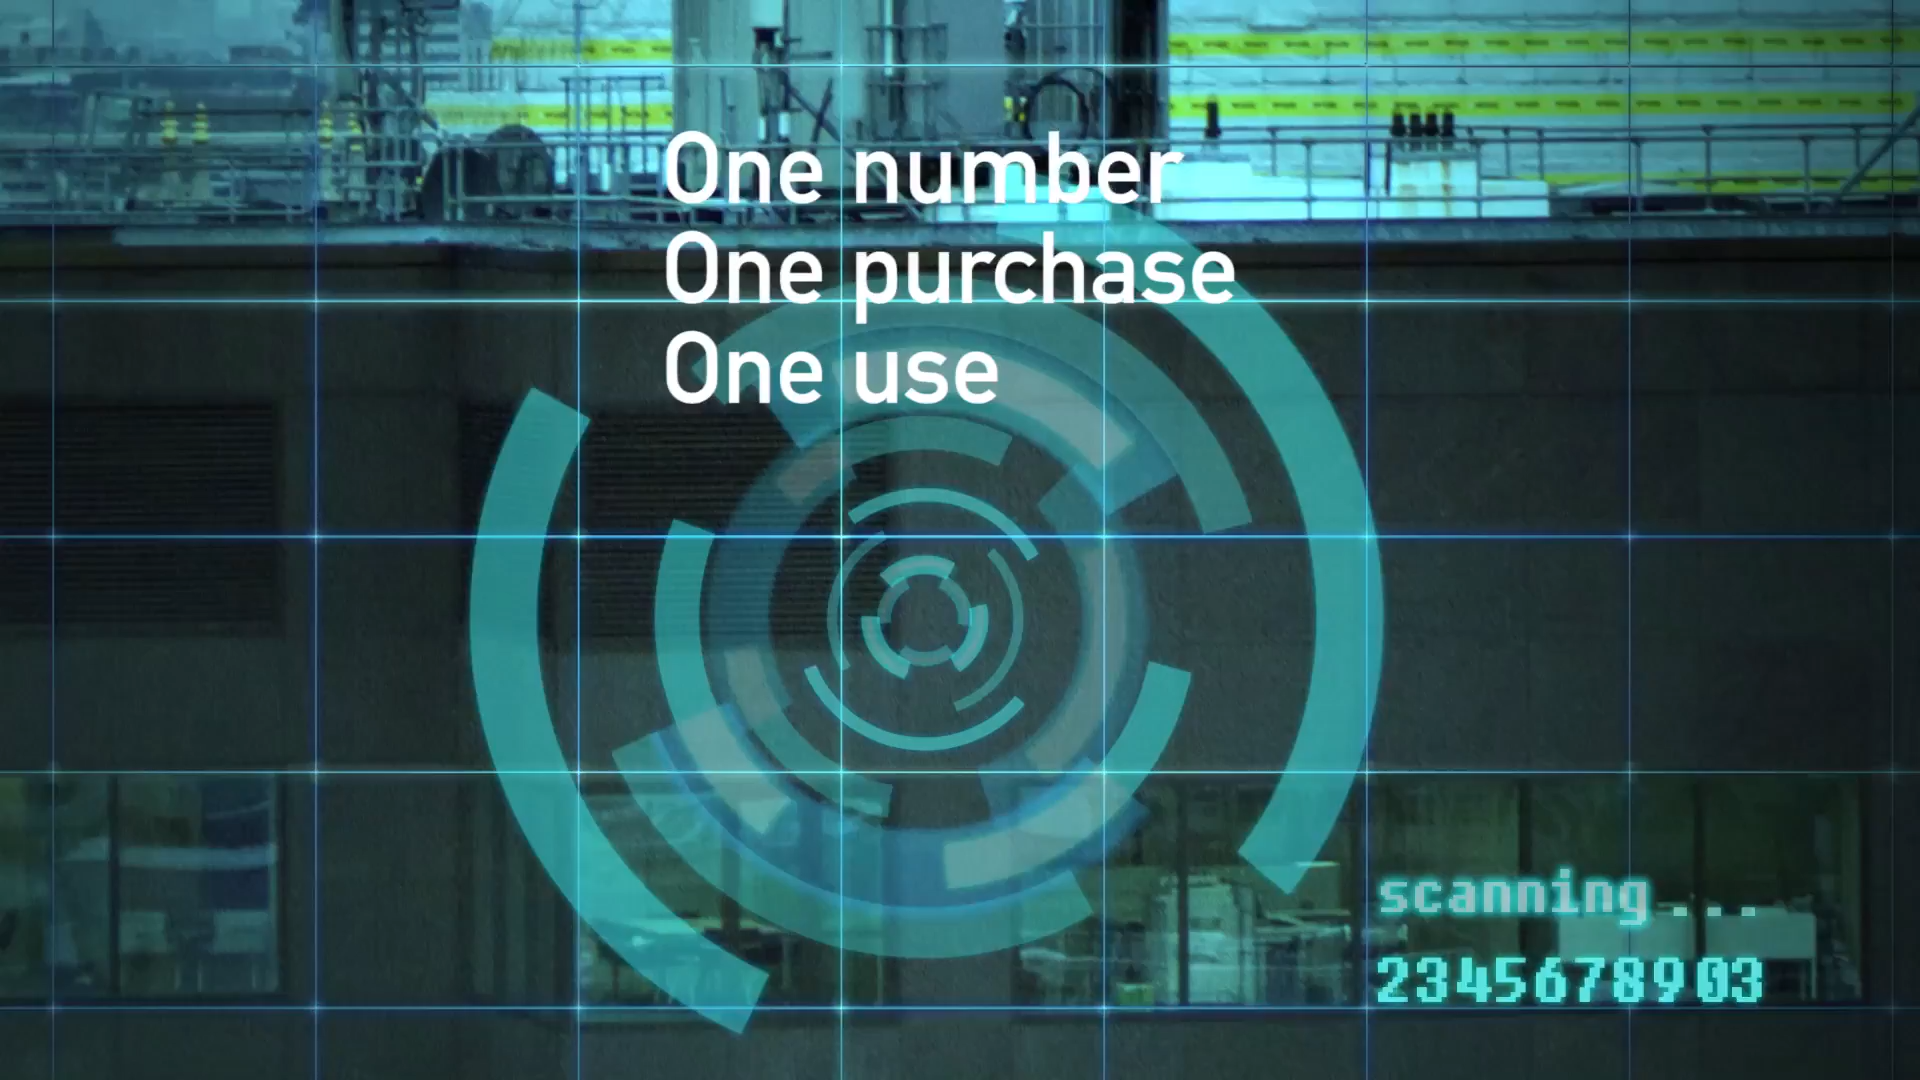 One number
One purchase
One use
scanning...
2345678903